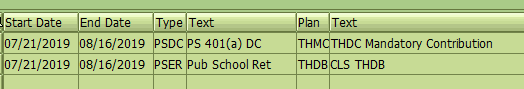 Start Date End Date Type Text Plan Text
07/21/2019 08/16/2019 PSDC PS 401(a) DC THMC THDC Mandatory Contribution
07/21/2019 08/16/2019 PSER Pub School Ret THDB CLS THDB